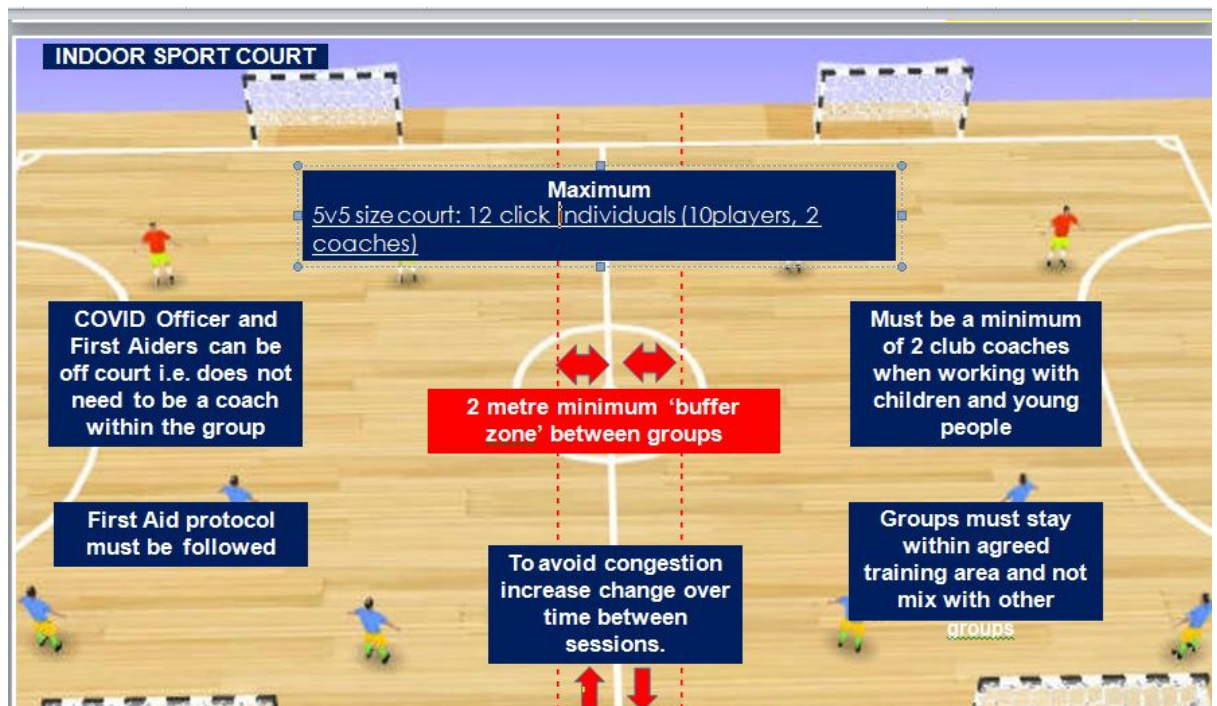 INDOOR SPORT COURT
Maximum
5v5 size court: 12 click individuals (10players, 2
coaches)
COVID Officer and
First Aiders can be
off court i.e. does not
need to be a coach
within the group
Must be a minimum
of 2 club coaches
when working with
children and young
people
2 metre minimum ‘buffer
zone’ between groups
First Aid protocol
must be followed
Groups must stay
within agreed
training area and not
mix with other
groups
To avoid congestion
increase change over
time between
sessions.